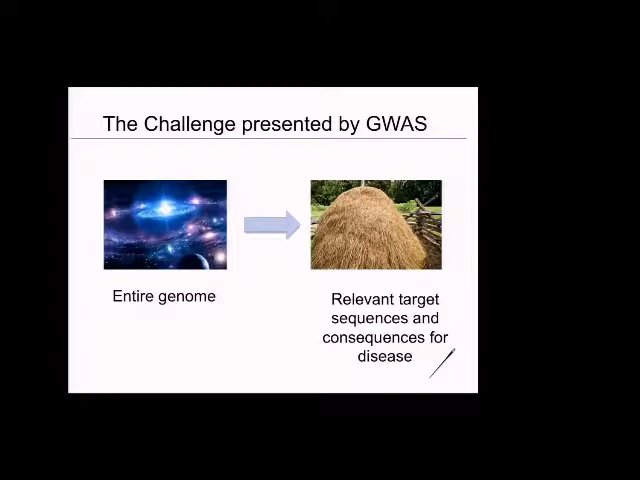 The Challenge presented by GWAS
Entire genome
Relevant target
sequences and
consequences for
disease